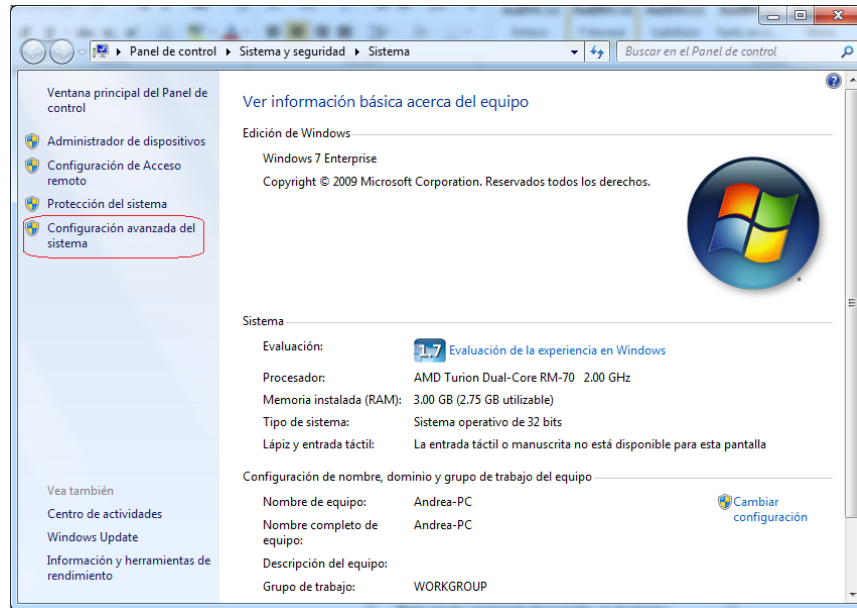 Panel de control ▸ Sistema y seguridad ▸ Sistema
Buscar en el Panel de control
Ventana principal del Panel de
control
Administrador de dispositivos
Configuración de Acceso
remoto
Protección del sistema
Configuración avanzada del
sistema
Vea también
Centro de actividades
Windows Update
Información y herramientas de
rendimiento
Ver información básica acerca del equipo
Edición de Windows
Windows 7 Enterprise
Copyright © 2009 Microsoft Corporation. Reservados todos los derechos.
Sistema
Evaluación: 1,7 Evaluación de la experiencia en Windows
Procesador: AMD Turion Dual-Core RM-70 2.00 GHz
Memoria instalada (RAM): 3.00 GB (2.75 GB utilizable)
Tipo de sistema: Sistema operativo de 32 bits
Lápiz y entrada táctil: La entrada táctil o manuscrita no está disponible para esta pantalla
Configuración de nombre, dominio y grupo de trabajo del equipo
Nombre de equipo: Andrea-PC
Cambiar
configuración
Nombre completo de
equipo:
Andrea-PC
Descripción del equipo:
Grupo de trabajo: WORKGROUP